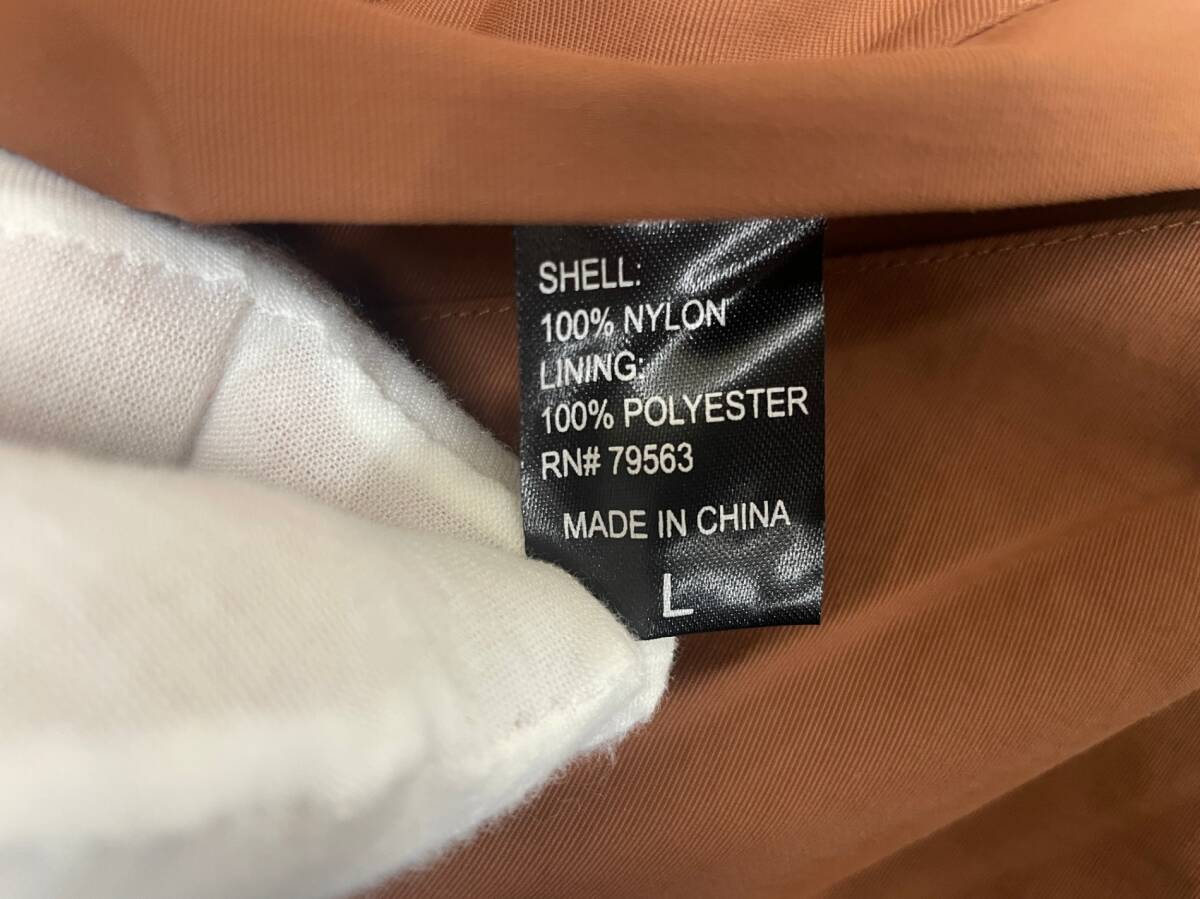 SHELL:
100% NYLON
LINING:
100% POLYESTER
RN# 79563
MADE IN CHINA
L